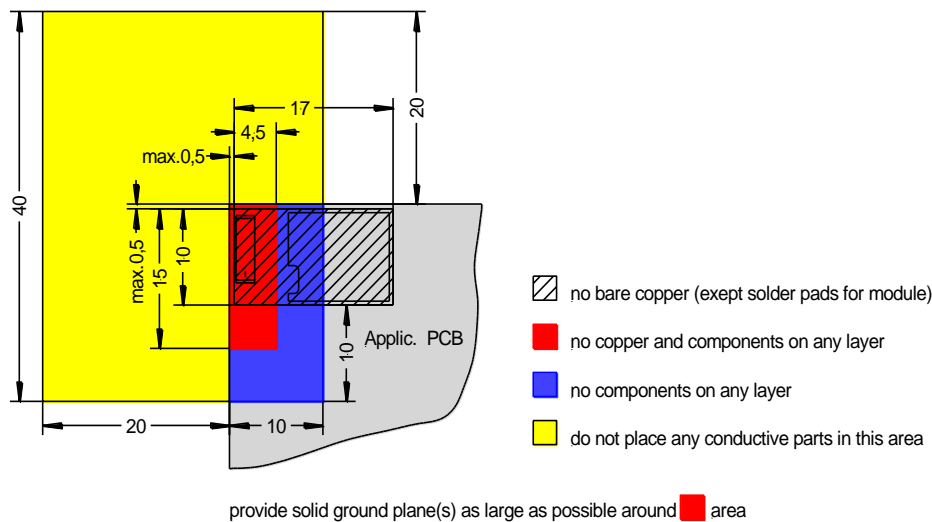 17
20
4,5
max.0,5
40
max.0,5
15
10
Applic. PCB
10
20
10
no bare copper (exept solder pads for module)
no copper and components on any layer
no components on any layer
do not place any conductive parts in this area
provide solid ground plane(s) as large as possible around area